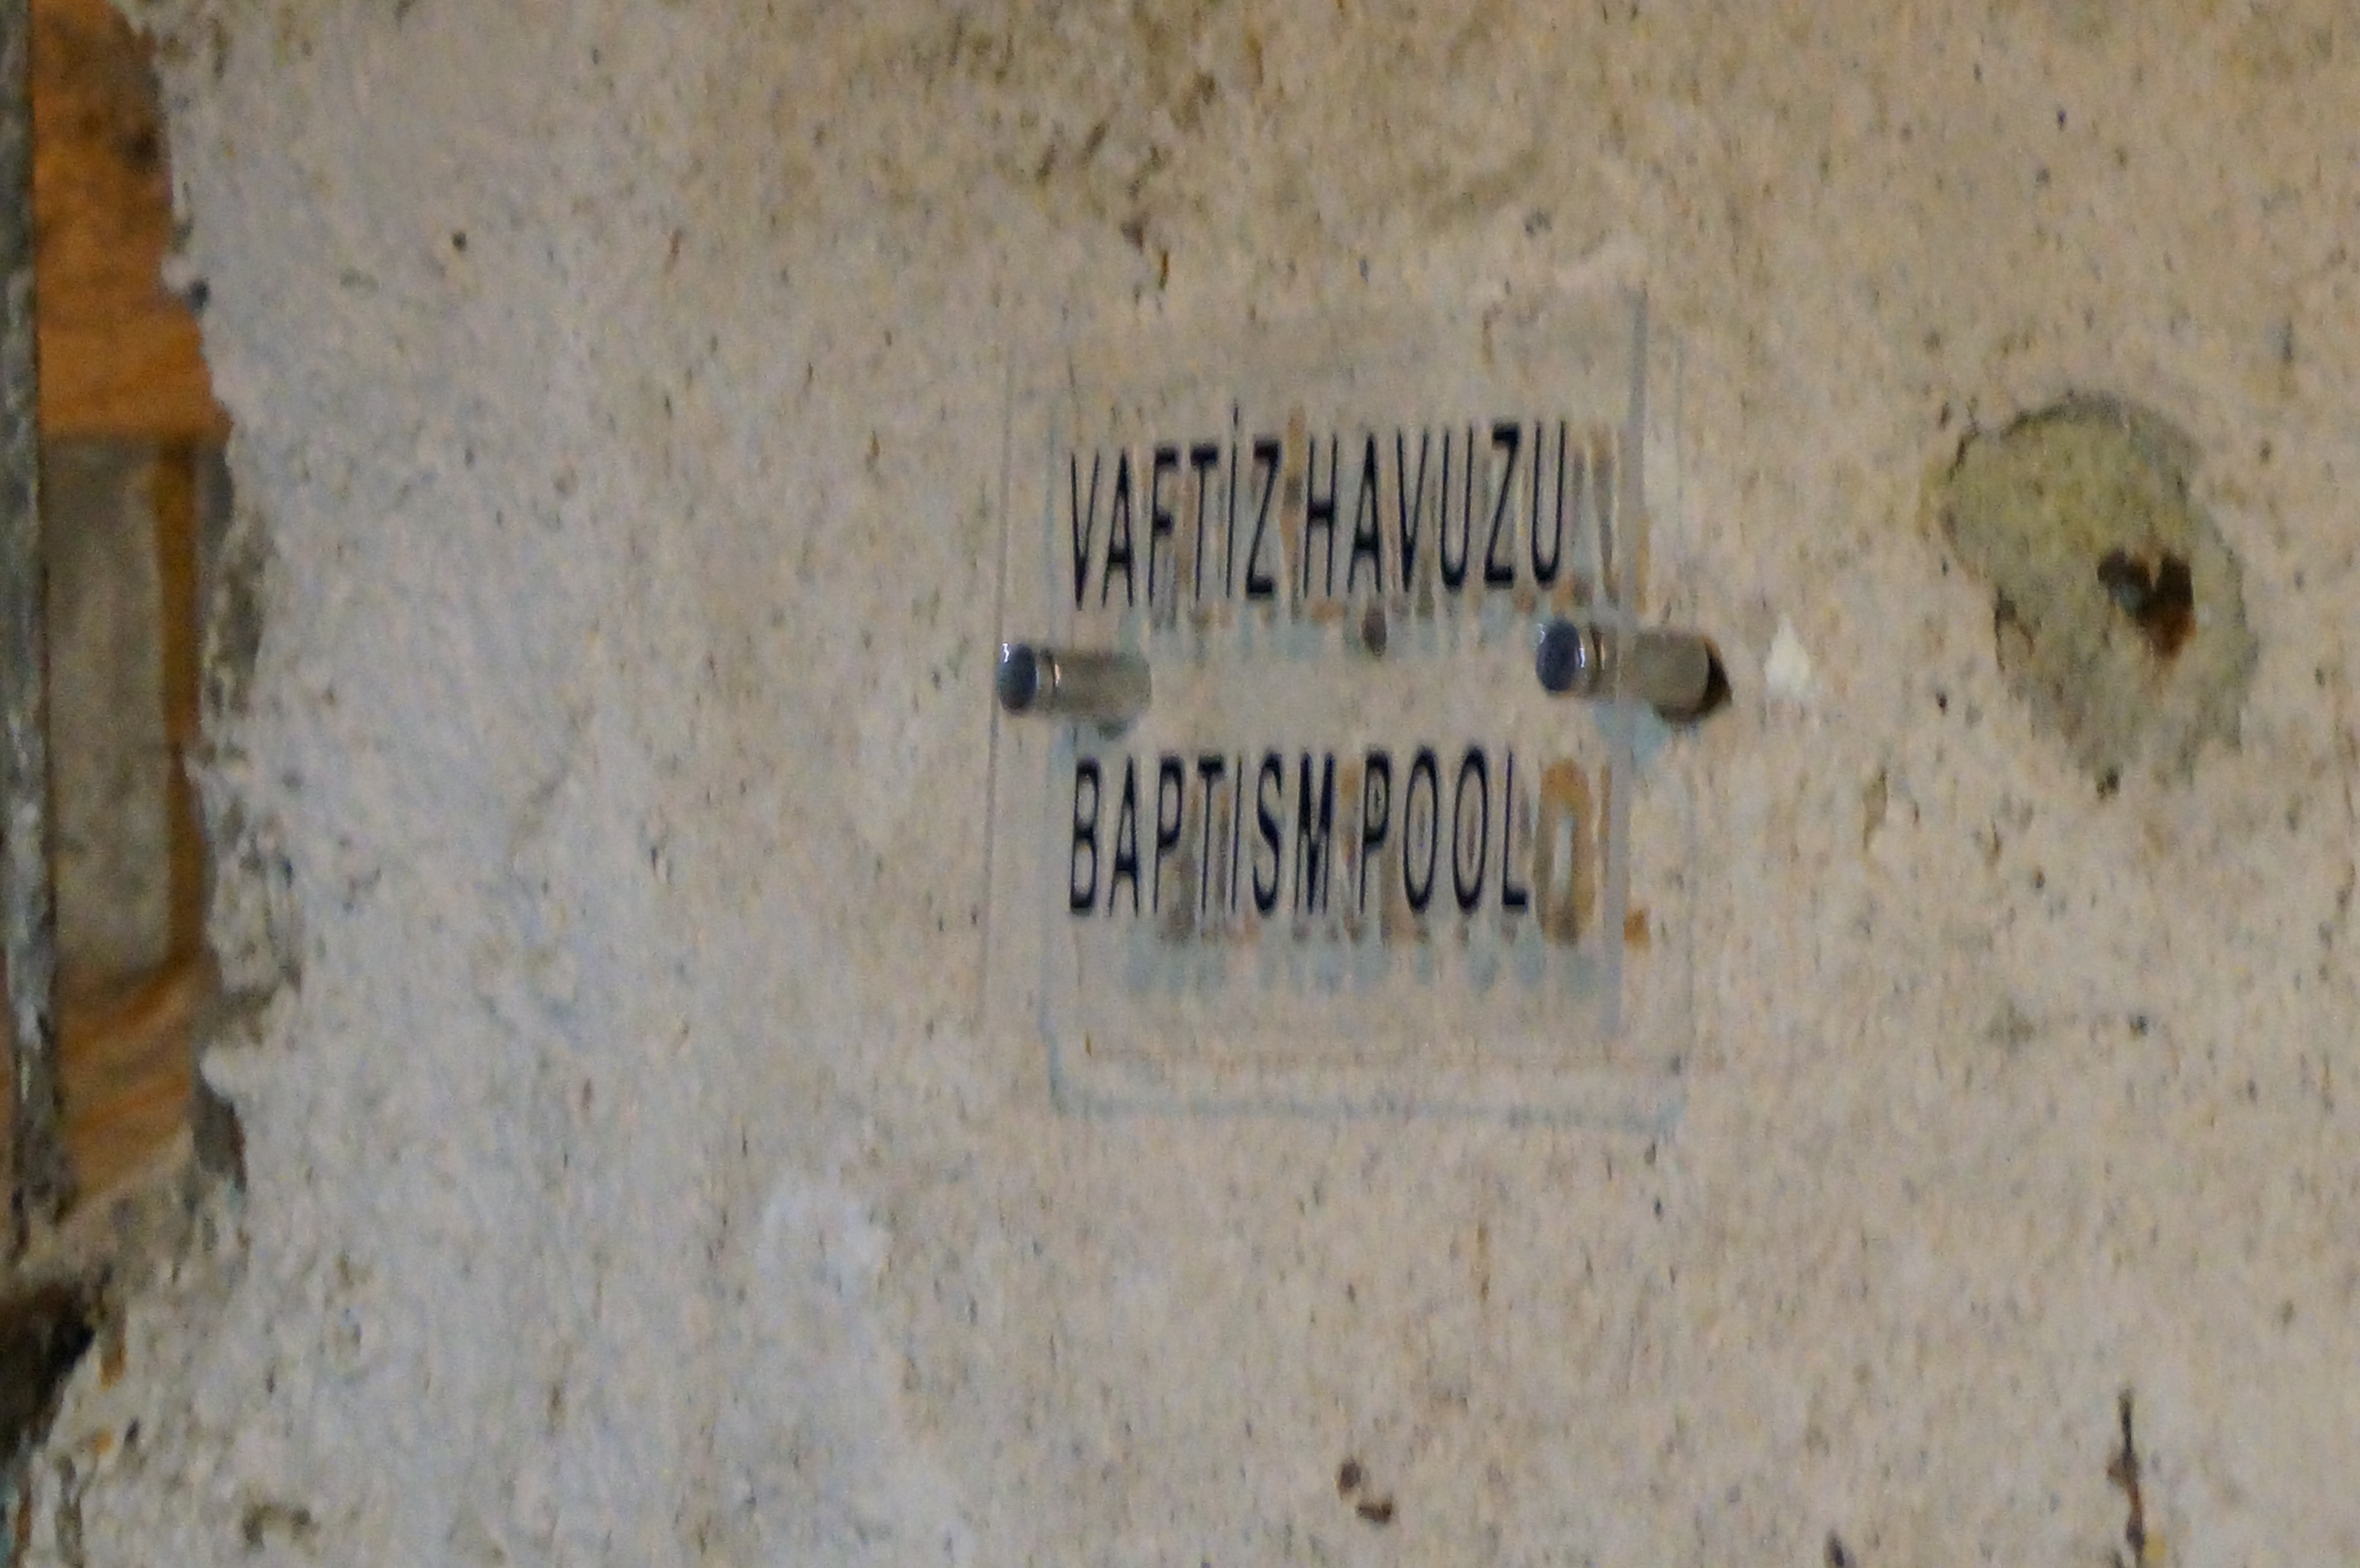 VAFTİZ HAVUZU
BAPTISM POOL